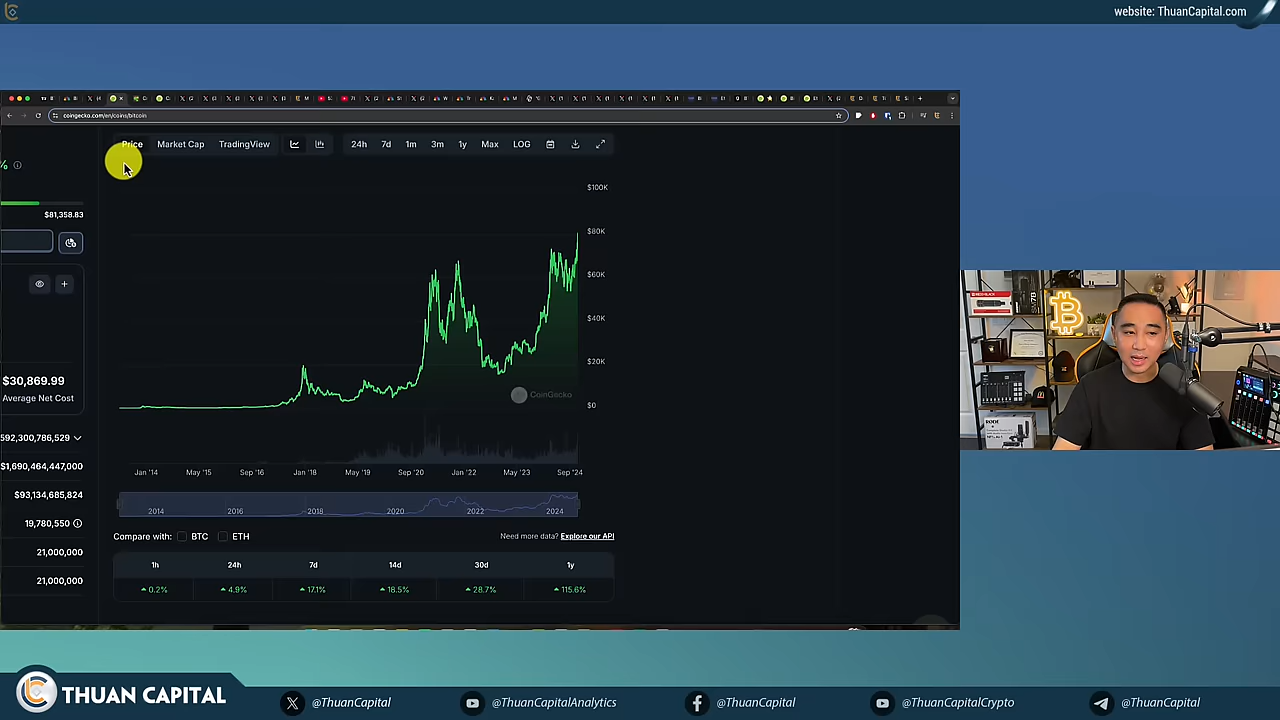 website: ThuanCapital.com
coingecko.com/en/coins/bitcoin
Price Market Cap TradingView 24h 7d 1m 3m 1y Max LOG
%
$81,358.83
$30,869.99
Average Net Cost
592,300,786,529
$1,690,464,447,000
$93,134,685,824
19,780,550
21,000,000
21,000,000
$100K
$80K
$60K
$40K
$20K
$0
CoinGecko
Jan '14 May '15 Sep '16 Jan '18 May '19 Sep '20 Jan '22 May '23 Sep '24
2014 2016 2018 2020 2022 2024
Compare with: BTC ETH
Need more data? Explore our API
1h 24h 7d 14d 30d 1y
0.2% 4.9% 17.1% 18.5% 28.7% 115.6%
RØDE
THUAN CAPITAL
@ThuanCapital
@ThuanCapitalAnalytics
@ThuanCapital
@ThuanCapitalCrypto
@ThuanCapital